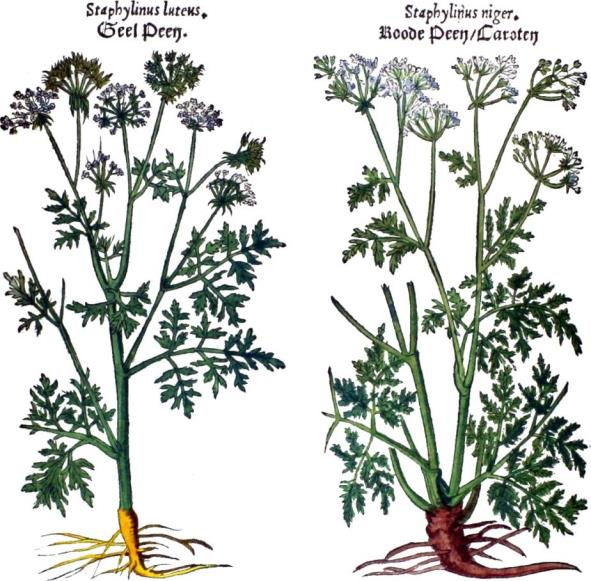 Staphylinus luteus.
Geel Peen.
Staphylinus niger.
Roode Peen/Caroten